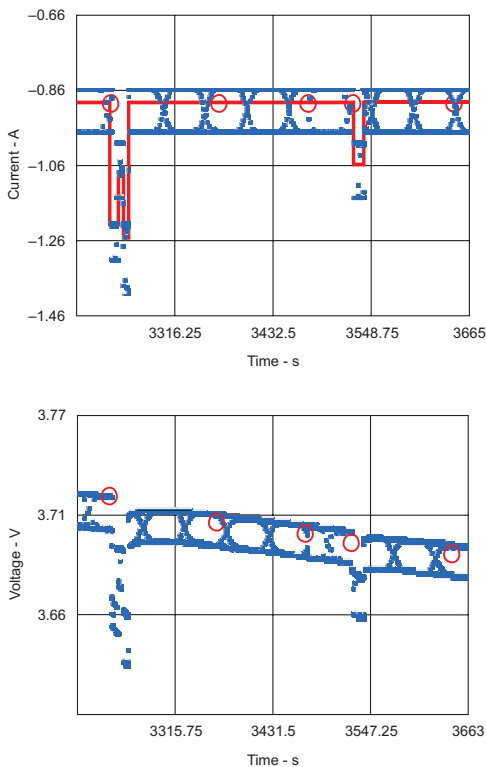 –0.66
–0.86
–1.06
–1.26
–1.46
Current - A
3316.25 3432.5 3548.75 3665
Time - s
3.77
3.71
3.66
Voltage - V
3315.75 3431.5 3547.25 3663
Time - s